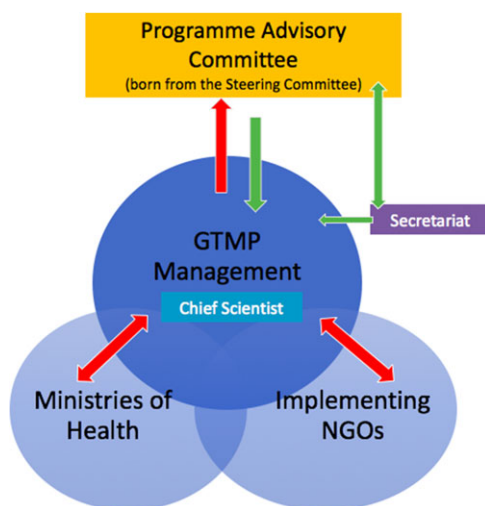 Programme Advisory
Committee
(born from the Steering Committee)
Secretariat
GTMP
Management
Chief Scientist
Ministries of
Health
Implementing
NGOs